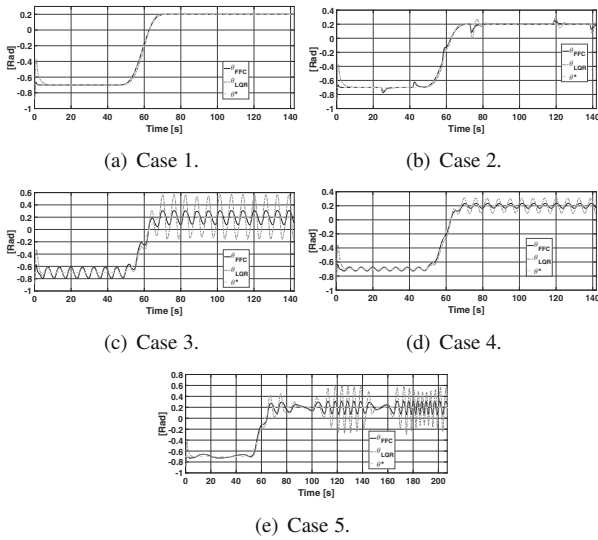 [Rad]
0.2
0
-0.2
-0.4
-0.6
-0.8
-1
0 20 40 60 80 100 120 140
Time [s]
θFFC
θLQR
θ*
(a) Case 1.
[Rad]
0.4
0.2
0
-0.2
-0.4
-0.6
-0.8
-1
0 20 40 60 80 100 120 140
Time [s]
θFFC
θLQR
θ*
(b) Case 2.
[Rad]
0.6
0.4
0.2
0
-0.2
-0.4
-0.6
-0.8
-1
0 20 40 60 80 100 120 140
Time [s]
θFFC
θLQR
θ*
(c) Case 3.
[Rad]
0.4
0.2
0
-0.2
-0.4
-0.6
-0.8
-1
0 20 40 60 80 100 120 140
Time [s]
θFFC
θLQR
θ*
(d) Case 4.
[Rad]
0.8
0.6
0.4
0.2
0
-0.2
-0.4
-0.6
-0.8
-1
0 20 40 60 80 100 120 140 160 180 200
Time [s]
θFFC
θLQR
θ*
(e) Case 5.